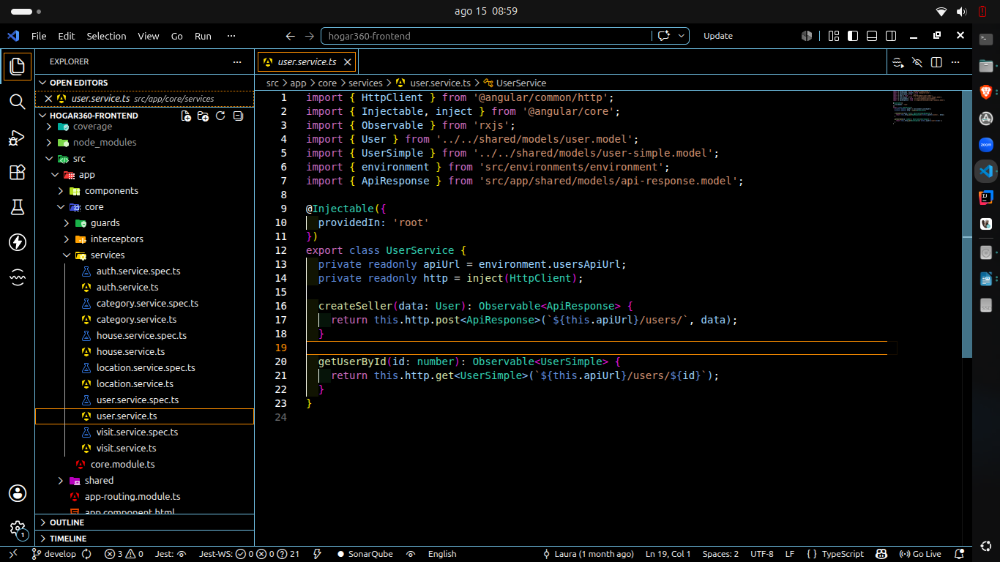 ago 15 08:59
File Edit Selection View Go Run ···
hogar360-frontend
Update
EXPLORER ···
OPEN EDITORS
user.service.ts src/app/core/services
HOGAR360-FRONTEND
coverage
node_modules
src
app
components
core
guards
interceptors
services
auth.service.spec.ts
auth.service.ts
category.service.spec.ts
category.service.ts
house.service.spec.ts
house.service.ts
location.service.spec.ts
location.service.ts
user.service.spec.ts
user.service.ts
visit.service.spec.ts
visit.service.ts
core.module.ts
shared
app-routing.module.ts
app.component.html
OUTLINE
TIMELINE
user.service.ts
src > app > core > services > user.service.ts > UserService
1 import { HttpClient } from '@angular/common/http';
2 import { Injectable, inject } from '@angular/core';
3 import { Observable } from 'rxjs';
4 import { User } from '../../shared/models/user.model';
5 import { UserSimple } from '../../shared/models/user-simple.model';
6 import { environment } from 'src/environments/environment';
7 import { ApiResponse } from 'src/app/shared/models/api-response.model';
8
9 @Injectable({
10 providedIn: 'root'
11 })
12 export class UserService {
13 private readonly apiUrl = environment.usersApiUrl;
14 private readonly http = inject(HttpClient);
15
16 createSeller(data: User): Observable<ApiResponse> {
17 return this.http.post<ApiResponse>(`${this.apiUrl}/users/`, data);
18 }
19
20 getUserById(id: number): Observable<UserSimple> {
21 return this.http.get<UserSimple>(`${this.apiUrl}/users/${id}`);
22 }
23 }
24
zoom
IJ
1
develop 3 0 Jest: Jest-WS: 0 0 21 SonarQube English Laura (1 month ago) Ln 19, Col 1 Spaces: 2 UTF-8 LF { } TypeScript Go Live